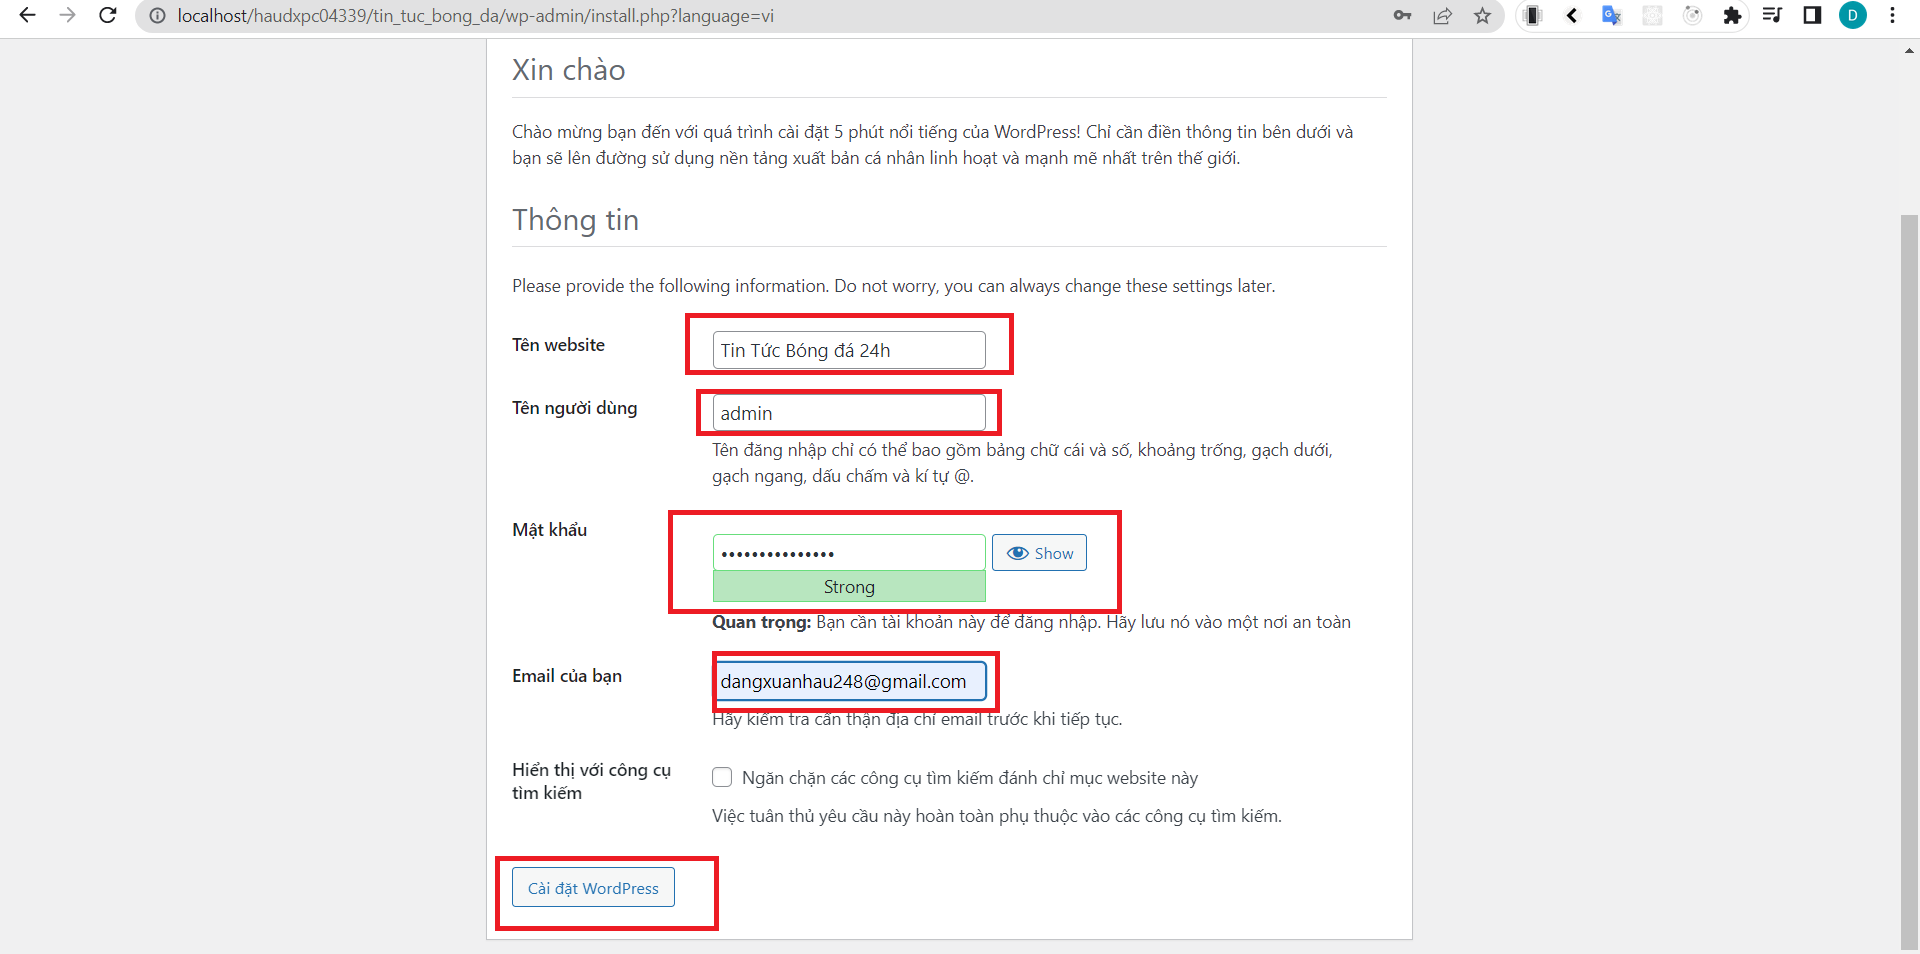 localhost/haudxpc04339/tin_tuc_bong_da/wp-admin/install.php?language=vi
D
Xin chào
Chào mừng bạn đến với quá trình cài đặt 5 phút nổi tiếng của WordPress! Chỉ cần điền thông tin bên dưới và
bạn sẽ lên đường sử dụng nền tảng xuất bản cá nhân linh hoạt và mạnh mẽ nhất trên thế giới.
Thông tin
Please provide the following information. Do not worry, you can always change these settings later.
Tên website
Tin Tức Bóng đá 24h
Tên người dùng
admin
Tên đăng nhập chỉ có thể bao gồm bảng chữ cái và số, khoảng trống, gạch dưới,
gạch ngang, dấu chấm và kí tự @.
Mật khẩu
•••••••••••••••
Show
Strong
Quan trọng: Bạn cần tài khoản này để đăng nhập. Hãy lưu nó vào một nơi an toàn
Email của bạn
dangxuanhau248@gmail.com
Hãy kiểm tra cẩn thận địa chỉ email trước khi tiếp tục.
Hiển thị với công cụ
tìm kiếm
Ngăn chặn các công cụ tìm kiếm đánh chỉ mục website này
Việc tuân thủ yêu cầu này hoàn toàn phụ thuộc vào các công cụ tìm kiếm.
Cài đặt WordPress